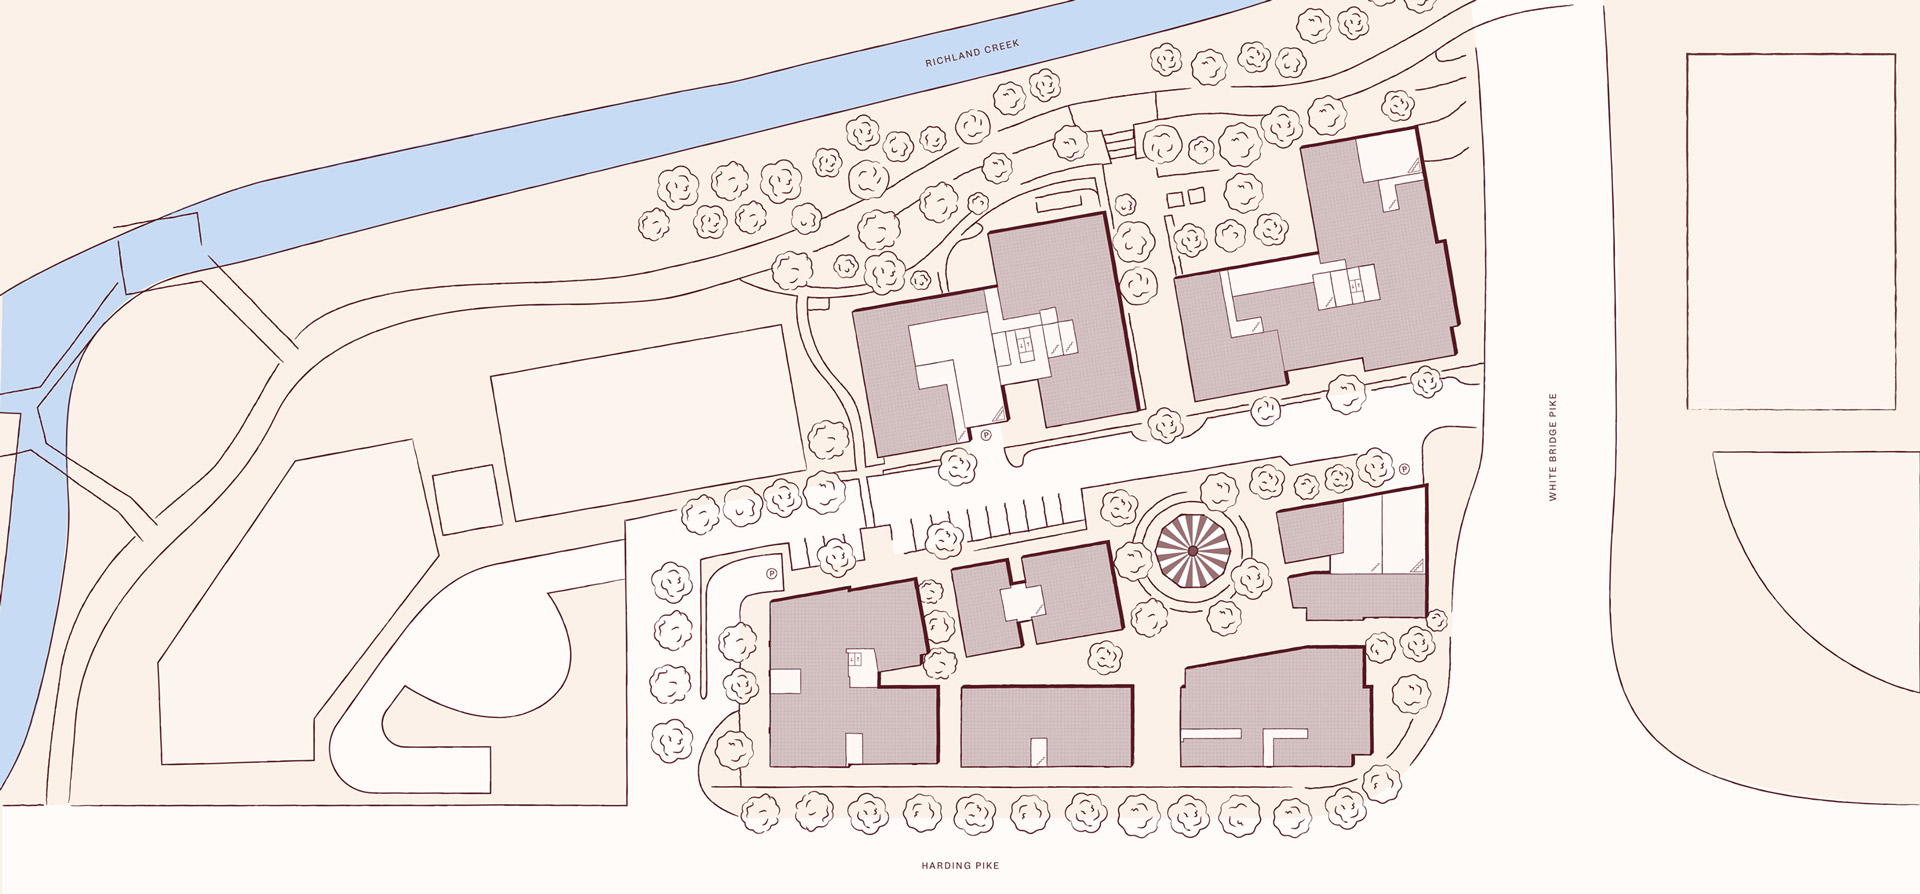 RICHLAND CREEK
WHITE BRIDGE PIKE
P
P
P
HARDING PIKE